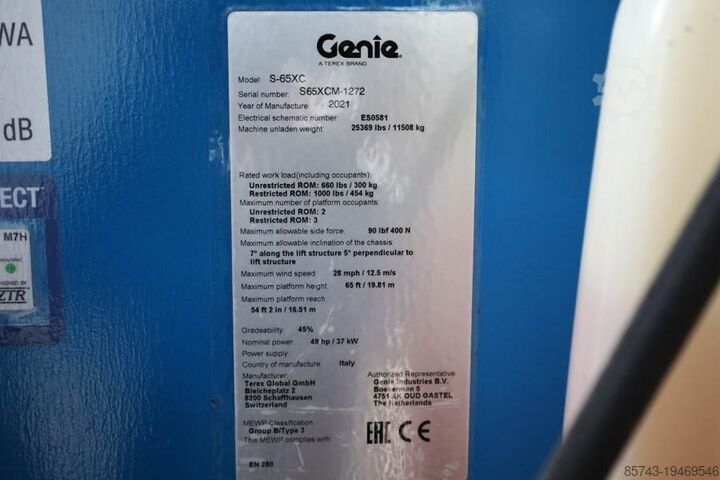 WA
dB
ECT
M7H
POWERED BY
ZTR
Genie
A TEREX BRAND
Model: S-65XC
Serial number: S65XCM-1272
Year of Manufacture: 2021
Electrical schematic number: ES0581
Machine unladen weight: 25369 lbs / 11508 kg
Rated work load(including occupants):
Unrestricted ROM: 660 lbs / 300 kg
Restricted ROM: 1000 lbs / 454 kg
Maximum number of platform occupants:
Unrestricted ROM: 2
Restricted ROM: 3
Maximum allowable side force: 90 lbf 400 N
Maximum allowable inclination of the chassis:
7° along the lift structure 5° perpendicular to
lift structure
Maximum wind speed: 28 mph / 12.5 m/s
Maximum platform height: 65 ft / 19.81 m
Maximum platform reach
54 ft 2 in / 16.51 m
Gradeability: 45%
Nominal power: 49 hp / 37 kW
Power supply:
Country of manufacture: Italy
Manufacturer:
Terex Global GmbH
Bleicheplatz 2
8200 Schaffhausen
Switzerland
Authorized Representative:
Genie Industries B.V.
Boekerman 5
4751 XK OUD GASTEL
The Netherlands
MEWP Classification
Group B/Type 3
This MEWP complies with:
EN 280
EAC CE
85743-19469546